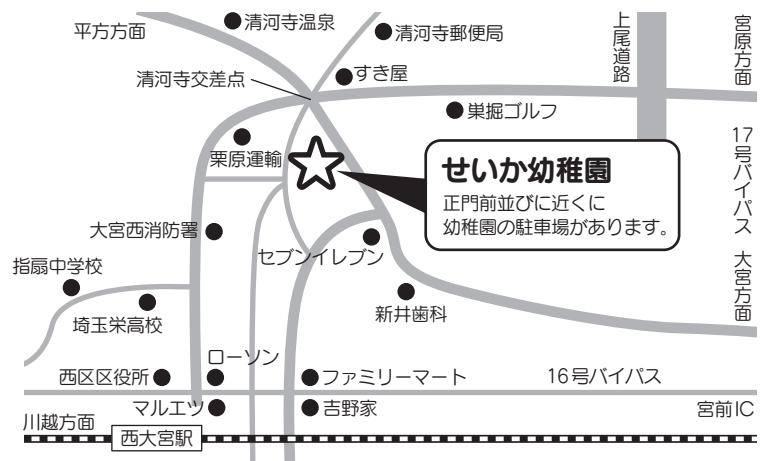 平方方面
清河寺温泉
清河寺郵便局
上尾道路
宮原方面
清河寺交差点
すき屋
巣掘ゴルフ
17号バイパス
栗原運輸
せいか幼稚園
正門前並びに近くに
幼稚園の駐車場があります。
大宮西消防署
セブンイレブン
大宮方面
指扇中学校
埼玉栄高校
新井歯科
ローソン
西区区役所
ファミリーマート
16号バイパス
マルエツ
吉野家
宮前IC
川越方面
西大宮駅